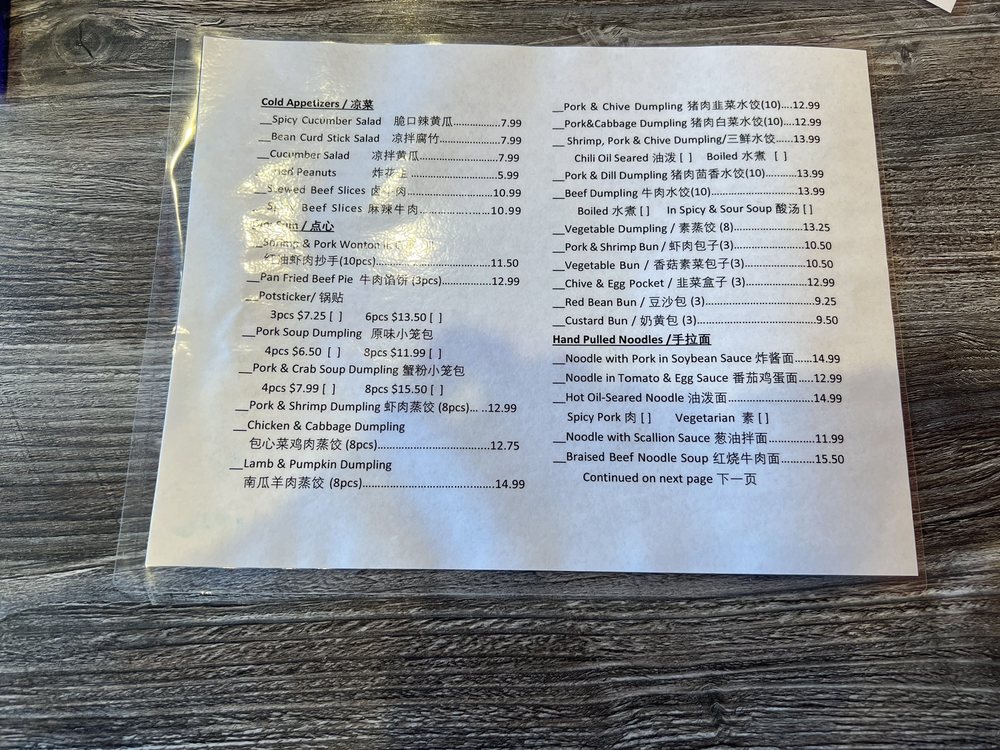 Cold Appetizers / 凉菜
__Spicy Cucumber Salad 脆口辣黄瓜……………..7.99
__Bean Curd Stick Salad 凉拌腐竹……………………7.99
__Cucumber Salad 凉拌黄瓜…………………………7.99
Peanuts 炸花生…………………………5.99
__Stewed Beef Slices 卤牛肉…………………………10.99
Beef Slices 麻辣牛肉…………………….10.99
/ 点心
__Shrimp & Pork Wonton
红油虾肉抄手(10pcs)…………………………………11.50
__Pan Fried Beef Pie 牛肉馅饼 (3pcs)……………12.99
__Potsticker/ 锅贴
3pcs $7.25 [ ] 6pcs $13.50 [ ]
__Pork Soup Dumpling 原味小笼包
4pcs $6.50 [ ] 8pcs $11.99 [ ]
__Pork & Crab Soup Dumpling 蟹粉小笼包
4pcs $7.99 [ ] 8pcs $15.50 [ ]
__Pork & Shrimp Dumpling 虾肉蒸饺 (8pcs)… ..12.99
__Chicken & Cabbage Dumpling
包心菜鸡肉蒸饺 (8pcs)…………………………………12.75
__Lamb & Pumpkin Dumpling
南瓜羊肉蒸饺 (8pcs)……………………………………..14.99
__Pork & Chive Dumpling 猪肉韭菜水饺(10)….12.99
__Pork&Cabbage Dumpling 猪肉白菜水饺(10)….12.99
__Shrimp, Pork & Chive Dumpling/三鲜水饺……13.99
Chili Oil Seared 油泼 [ ] Boiled 水煮 [ ]
__Pork & Dill Dumpling 猪肉茴香水饺(10)………….13.99
__Beef Dumpling 牛肉水饺(10)………………………..13.99
Boiled 水煮 [ ] In Spicy & Sour Soup 酸汤 [ ]
__Vegetable Dumpling / 素蒸饺 (8)…………………..13.25
__Pork & Shrimp Bun / 虾肉包子(3)…………………..10.50
__Vegetable Bun / 香菇素菜包子(3)………………….10.50
__Chive & Egg Pocket / 韭菜盒子 (3)…………………12.99
__Red Bean Bun / 豆沙包 (3)……………………………9.25
__Custard Bun / 奶黄包 (3)………………………………9.50
Hand Pulled Noodles /手拉面
__Noodle with Pork in Soybean Sauce 炸酱面……14.99
__Noodle in Tomato & Egg Sauce 番茄鸡蛋面….12.99
__Hot Oil-Seared Noodle 油泼面…………………….14.99
Spicy Pork 肉 [ ] Vegetarian 素 [ ]
__Noodle with Scallion Sauce 葱油拌面……………11.99
__Braised Beef Noodle Soup 红烧牛肉面………..15.50
Continued on next page 下一页